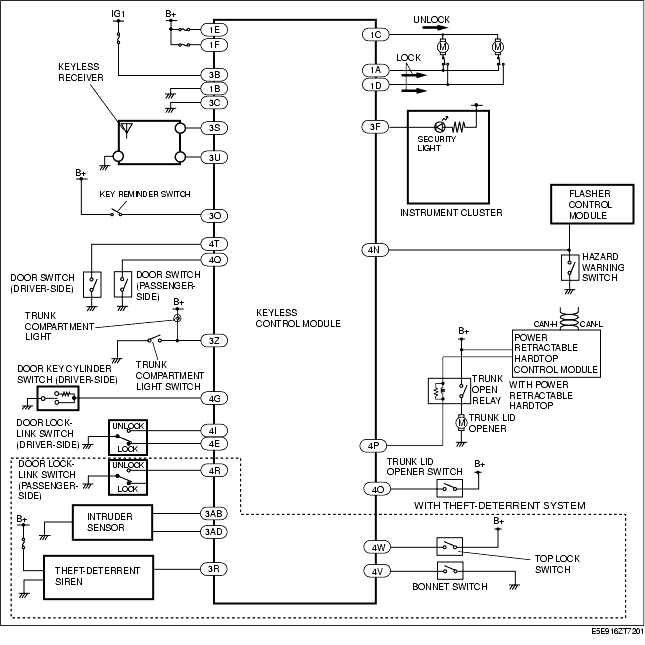 IG1
B+
1E
1F
UNLOCK
1C
M
M
KEYLESS
RECEIVER
3B
1B
3C
LOCK
1A
1D
3S
3U
3F
SECURITY
LIGHT
INSTRUMENT CLUSTER
B+
KEY REMINDER SWITCH
3O
FLASHER
CONTROL
MODULE
4T
4Q
4N
DOOR SWITCH
(DRIVER-SIDE)
DOOR SWITCH
(PASSENGER-
SIDE)
HAZARD
WARNING
SWITCH
B+
TRUNK
COMPARTMENT
LIGHT
KEYLESS
CONTROL MODULE
3Z
TRUNK
COMPARTMENT
LIGHT SWITCH
CAN-H
CAN-L
B+
POWER
RETRACTABLE
HARDTOP
CONTROL MODULE
DOOR KEY CYLINDER
SWITCH (DRIVER-SIDE)
4G
TRUNK
OPEN
RELAY
WITH POWER
RETRACTABLE
HARDTOP
DOOR LOCK-
LINK SWITCH
(DRIVER-SIDE)
UNLOCK
LOCK
4I
4E
M
TRUNK LID
OPENER
4P
DOOR LOCK-
LINK SWITCH
(PASSENGER-
SIDE)
UNLOCK
LOCK
4R
TRUNK LID
OPENER SWITCH
B+
4O
WITH THEFT-DETERRENT SYSTEM
B+
INTRUDER
SENSOR
3AB
3AD
B+
4W
TOP LOCK
SWITCH
THEFT-DETERRENT
SIREN
3R
4V
BONNET SWITCH
E5E916ZT7201